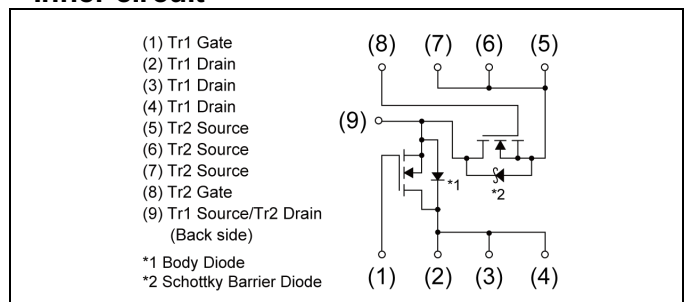 Inner circuit
(1) Tr1 Gate
(2) Tr1 Drain
(3) Tr1 Drain
(4) Tr1 Drain
(5) Tr2 Source
(6) Tr2 Source
(7) Tr2 Source
(8) Tr2 Gate
(9) Tr1 Source/Tr2 Drain
(Back side)
*1 Body Diode
*2 Schottky Barrier Diode
(8) (7) (6) (5)
(9)
*1
*2
(1) (2) (3) (4)